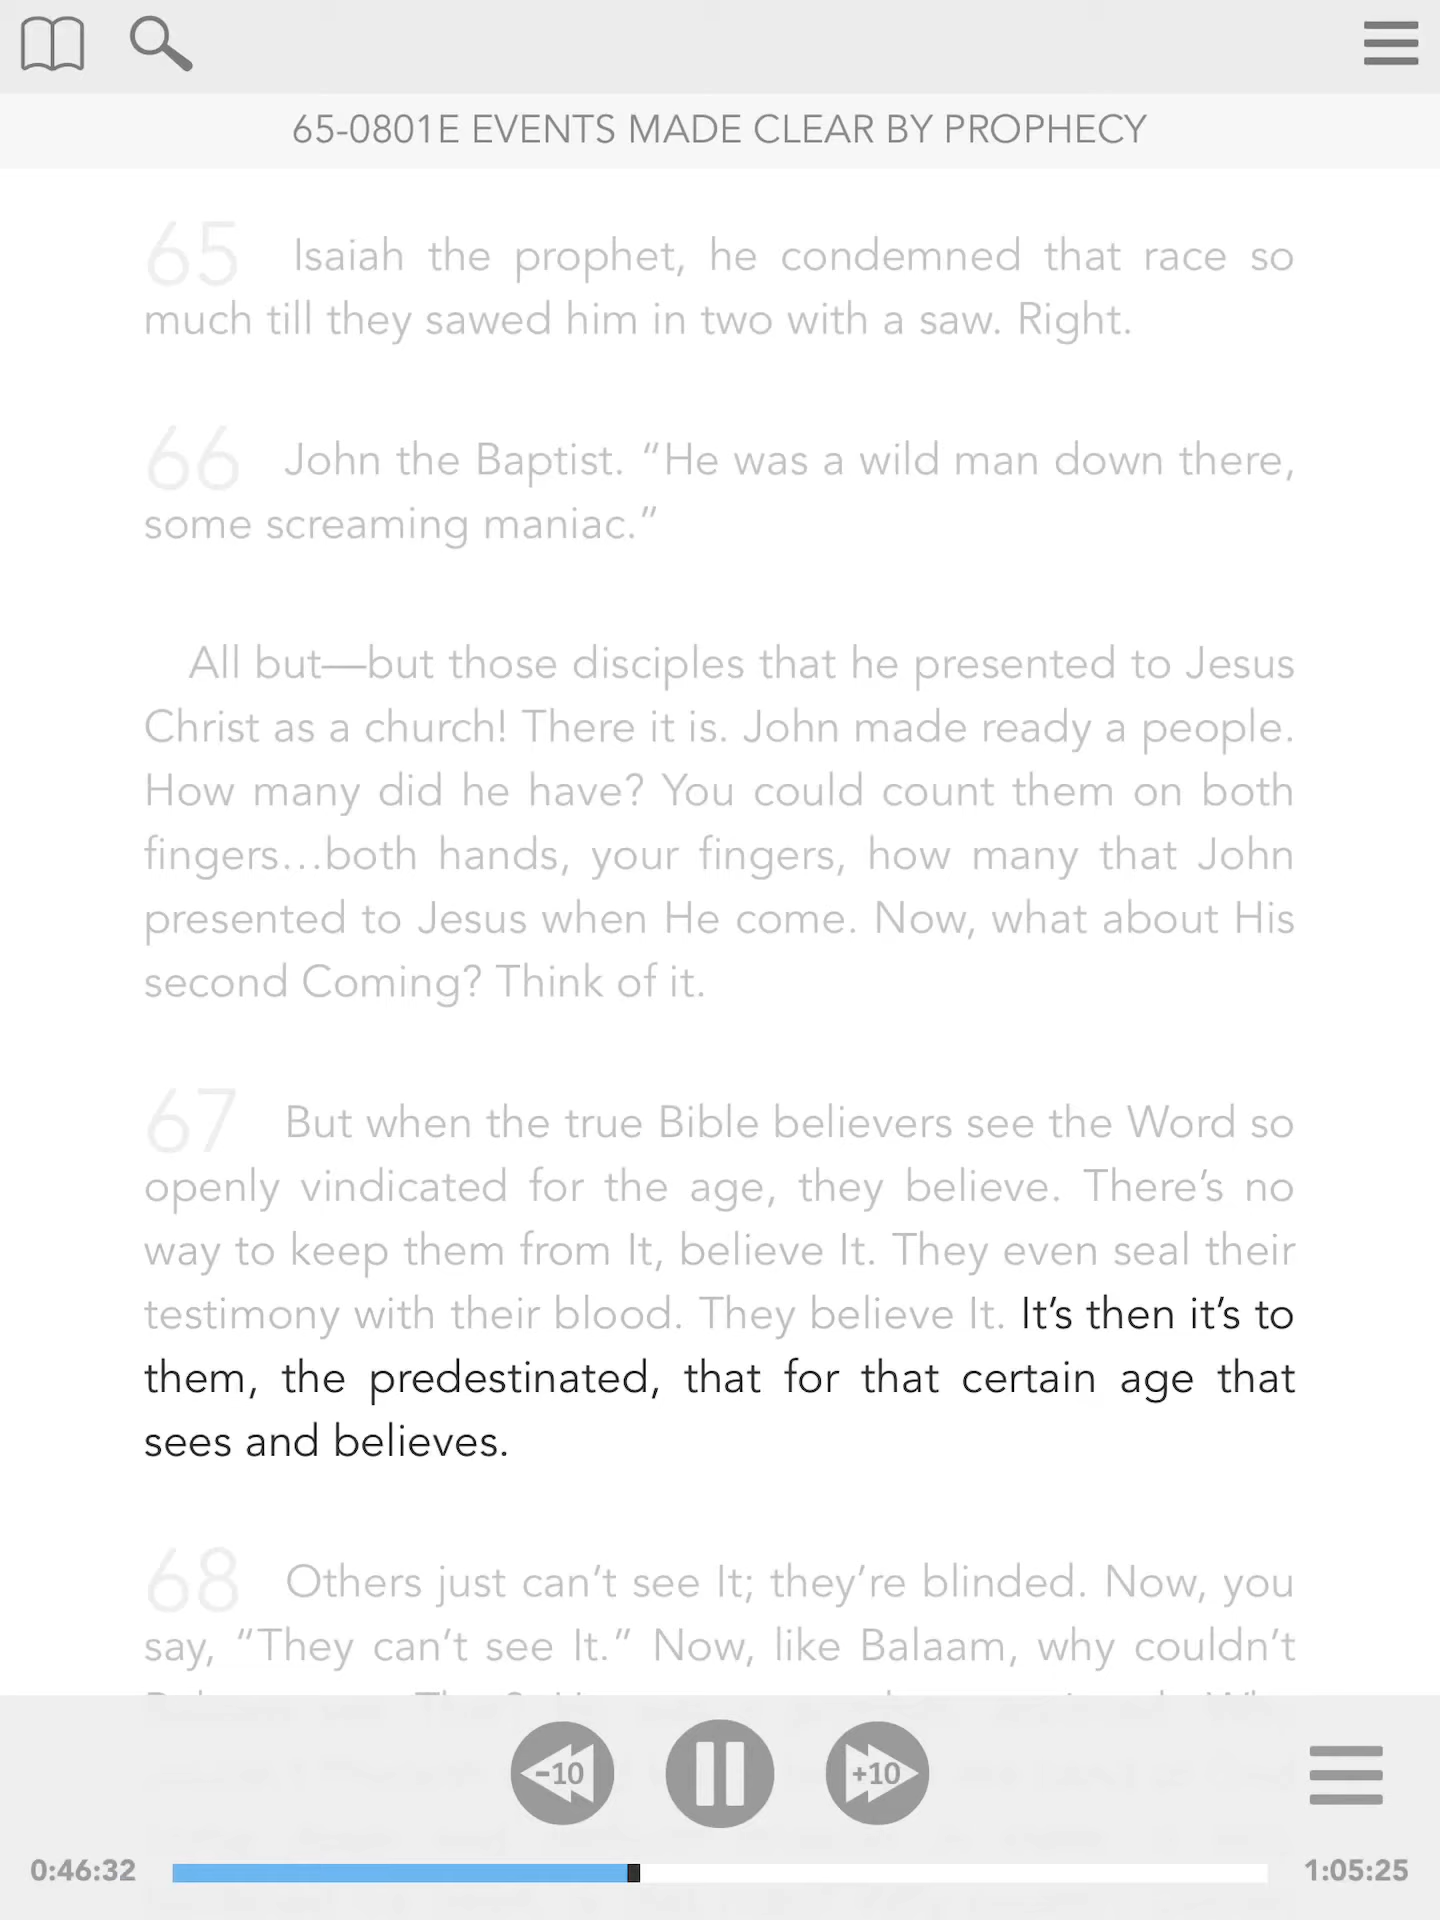 65-0801E EVENTS MADE CLEAR BY PROPHECY
65 Isaiah the prophet, he condemned that race so
much till they sawed him in two with a saw. Right.
66 John the Baptist. “He was a wild man down there,
some screaming maniac.”
All but—but those disciples that he presented to Jesus
Christ as a church! There it is. John made ready a people.
How many did he have? You could count them on both
fingers…both hands, your fingers, how many that John
presented to Jesus when He come. Now, what about His
second Coming? Think of it.
67 But when the true Bible believers see the Word so
openly vindicated for the age, they believe. There’s no
way to keep them from It, believe It. They even seal their
testimony with their blood. They believe It. It’s then it’s to
them, the predestinated, that for that certain age that
sees and believes.
68 Others just can’t see It; they’re blinded. Now, you
say, “They can’t see It.” Now, like Balaam, why couldn’t
-10 +10
0:46:32 1:05:25